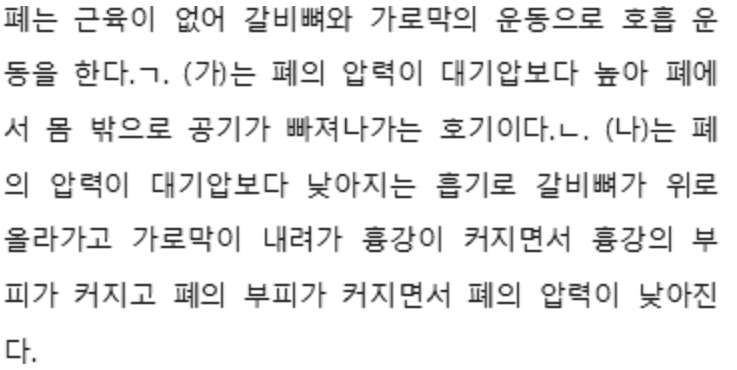 폐는 근육이 없어 갈비뼈와 가로막의 운동으로 호흡 운
동을 한다.ㄱ. (가)는 폐의 압력이 대기압보다 높아 폐에
서 몸 밖으로 공기가 빠져나가는 호기이다.ㄴ. (나)는 폐
의 압력이 대기압보다 낮아지는 흡기로 갈비뼈가 위로
올라가고 가로막이 내려가 흉강이 커지면서 흉강의 부
피가 커지고 폐의 부피가 커지면서 폐의 압력이 낮아진
다.